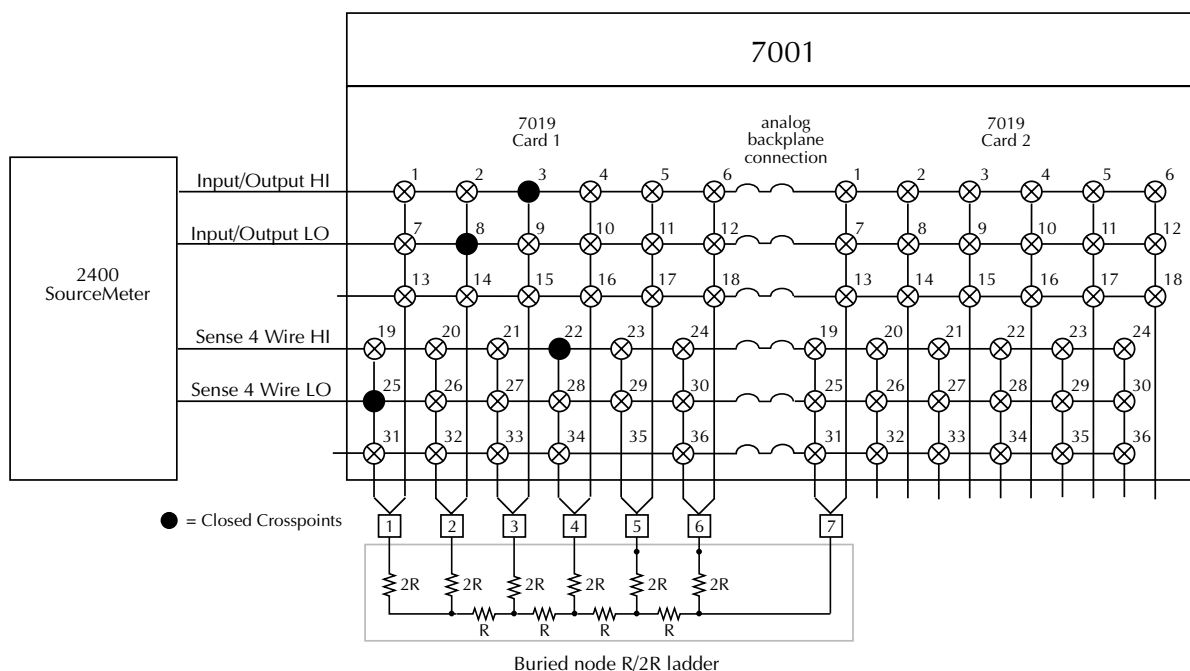 7001
7019
Card 1
analog
backplane
connection
7019
Card 2
Input/Output HI
1 2 3 4 5 6 1 2 3 4 5 6
Input/Output LO
7 8 9 10 11 12 7 8 9 10 11 12
2400
SourceMeter
13 14 15 16 17 18 13 14 15 16 17 18
Sense 4 Wire HI
19 20 21 22 23 24 19 20 21 22 23 24
Sense 4 Wire LO
25 26 27 28 29 30 25 26 27 28 29 30
31 32 33 34 35 36 31 32 33 34 35 36
= Closed Crosspoints
1 2 3 4 5 6 7
2R 2R 2R 2R 2R 2R
R R R R
Buried node R/2R ladder